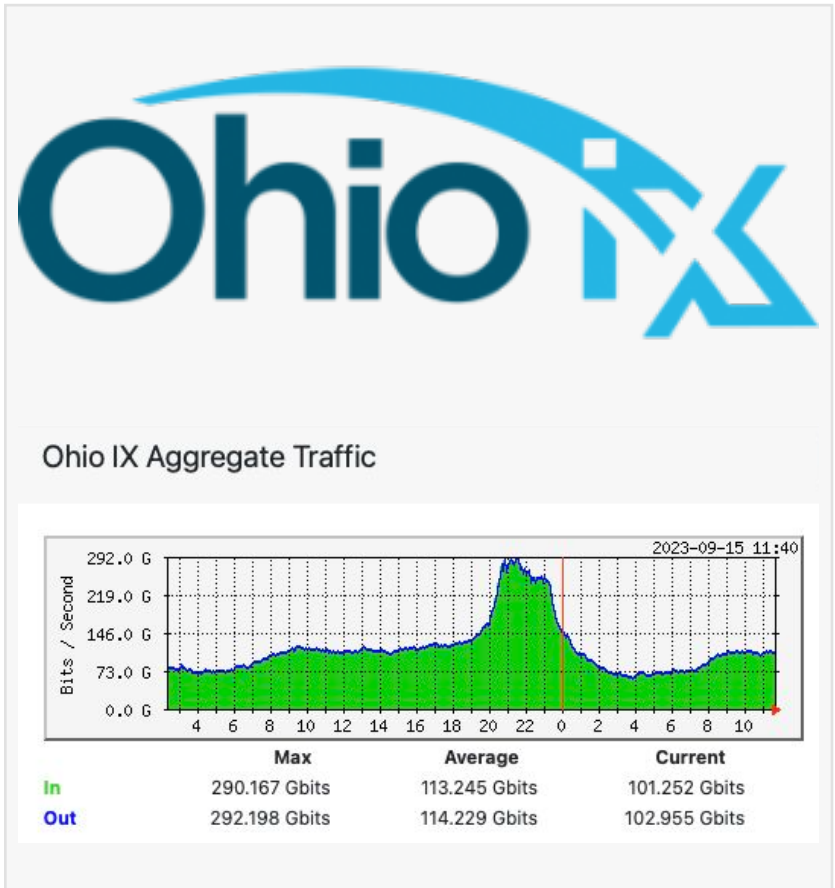 Ohio iX
Ohio IX Aggregate Traffic
2023-09-15 11:40
Bits / Second
292.0 G
219.0 G
146.0 G
73.0 G
0.0 G
4 6 8 10 12 14 16 18 20 22 0 2 4 6 8 10
Max Average Current
In 290.167 Gbits 113.245 Gbits 101.252 Gbits
Out 292.198 Gbits 114.229 Gbits 102.955 Gbits